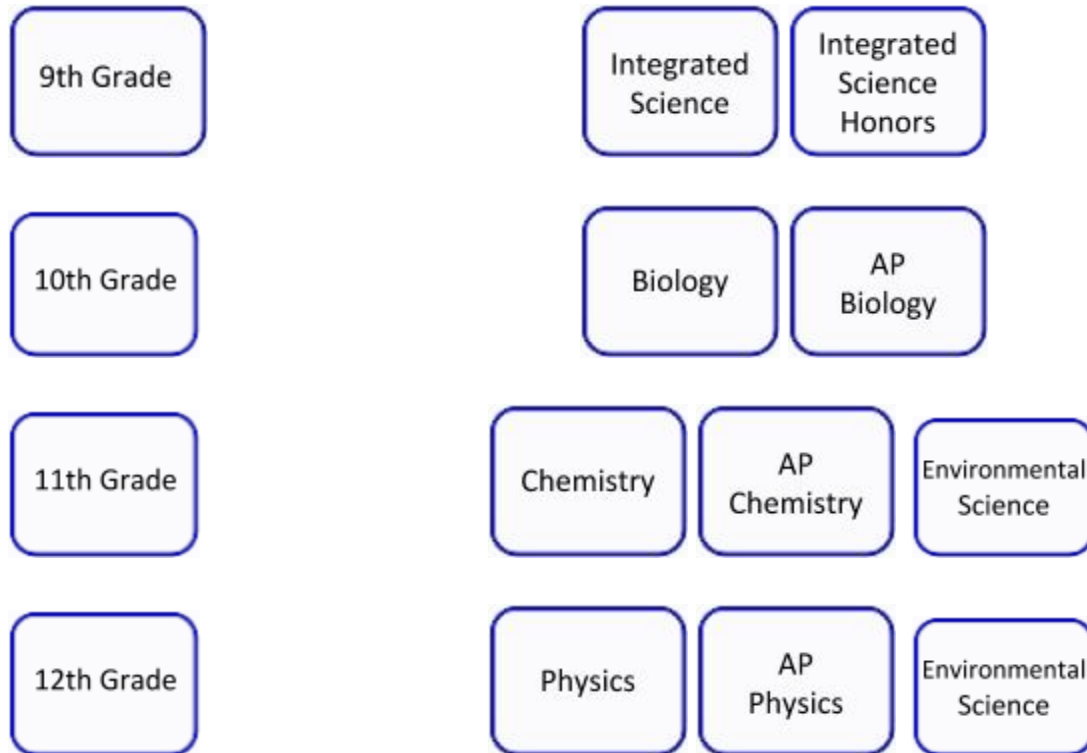 9th Grade
Integrated
Science
Integrated
Science
Honors
10th Grade
Biology
AP
Biology
11th Grade
Chemistry
AP
Chemistry
Environmental
Science
12th Grade
Physics
AP
Physics
Environmental
Science